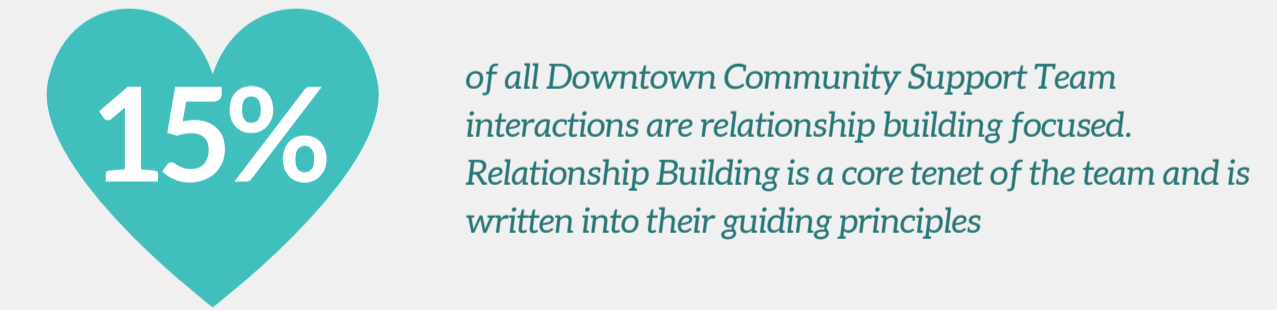 15%
of all Downtown Community Support Team
interactions are relationship building focused.
Relationship Building is a core tenet of the team and is
written into their guiding principles